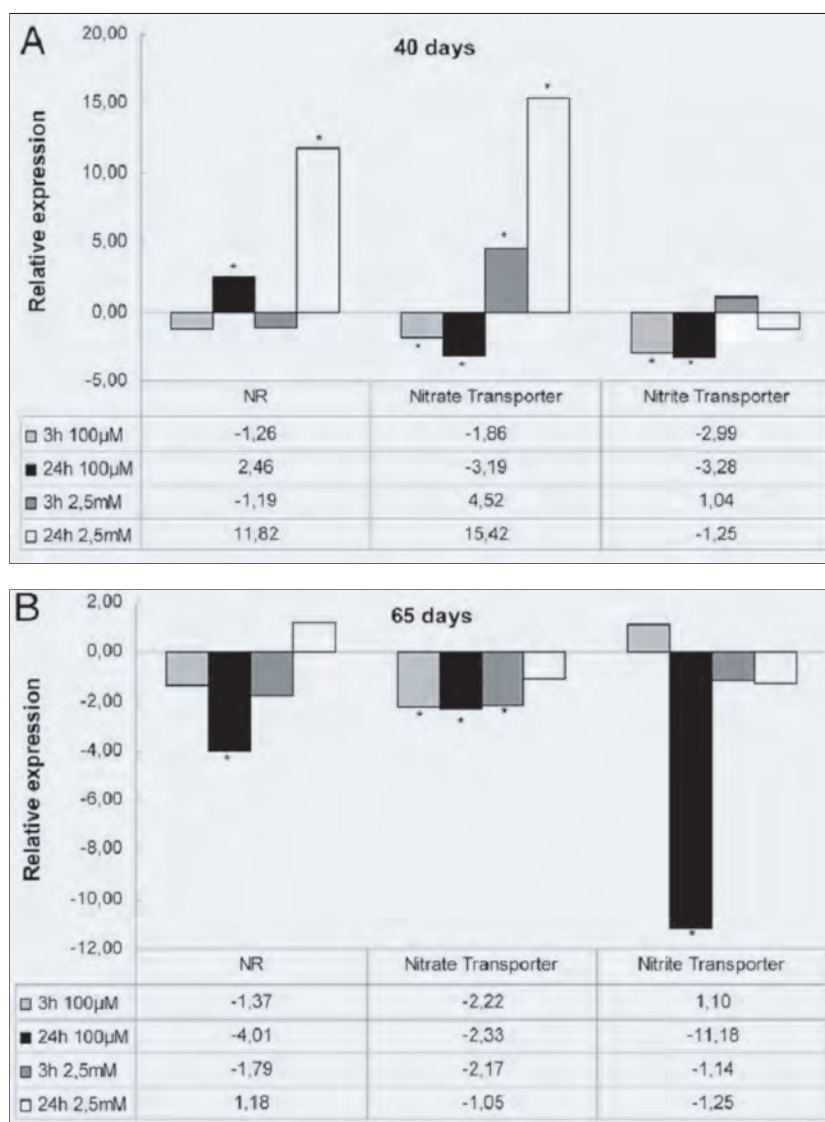 A
40 days
20,00
15,00
10,00
5,00
0,00
-5,00
Relative expression
* * * * * * * *
NR Nitrate Transporter Nitrite Transporter
3h 100µM -1,26 -1,86 -2,99
24h 100µM 2,46 -3,19 -3,28
3h 2,5mM -1,19 4,52 1,04
24h 2,5mM 11,82 15,42 -1,25
B
65 days
2,00
0,00
-2,00
-4,00
-6,00
-8,00
-10,00
-12,00
Relative expression
* * * * *
NR Nitrate Transporter Nitrite Transporter
3h 100µM -1,37 -2,22 1,10
24h 100µM -4,01 -2,33 -11,18
3h 2,5mM -1,79 -2,17 -1,14
24h 2,5mM 1,18 -1,05 -1,25